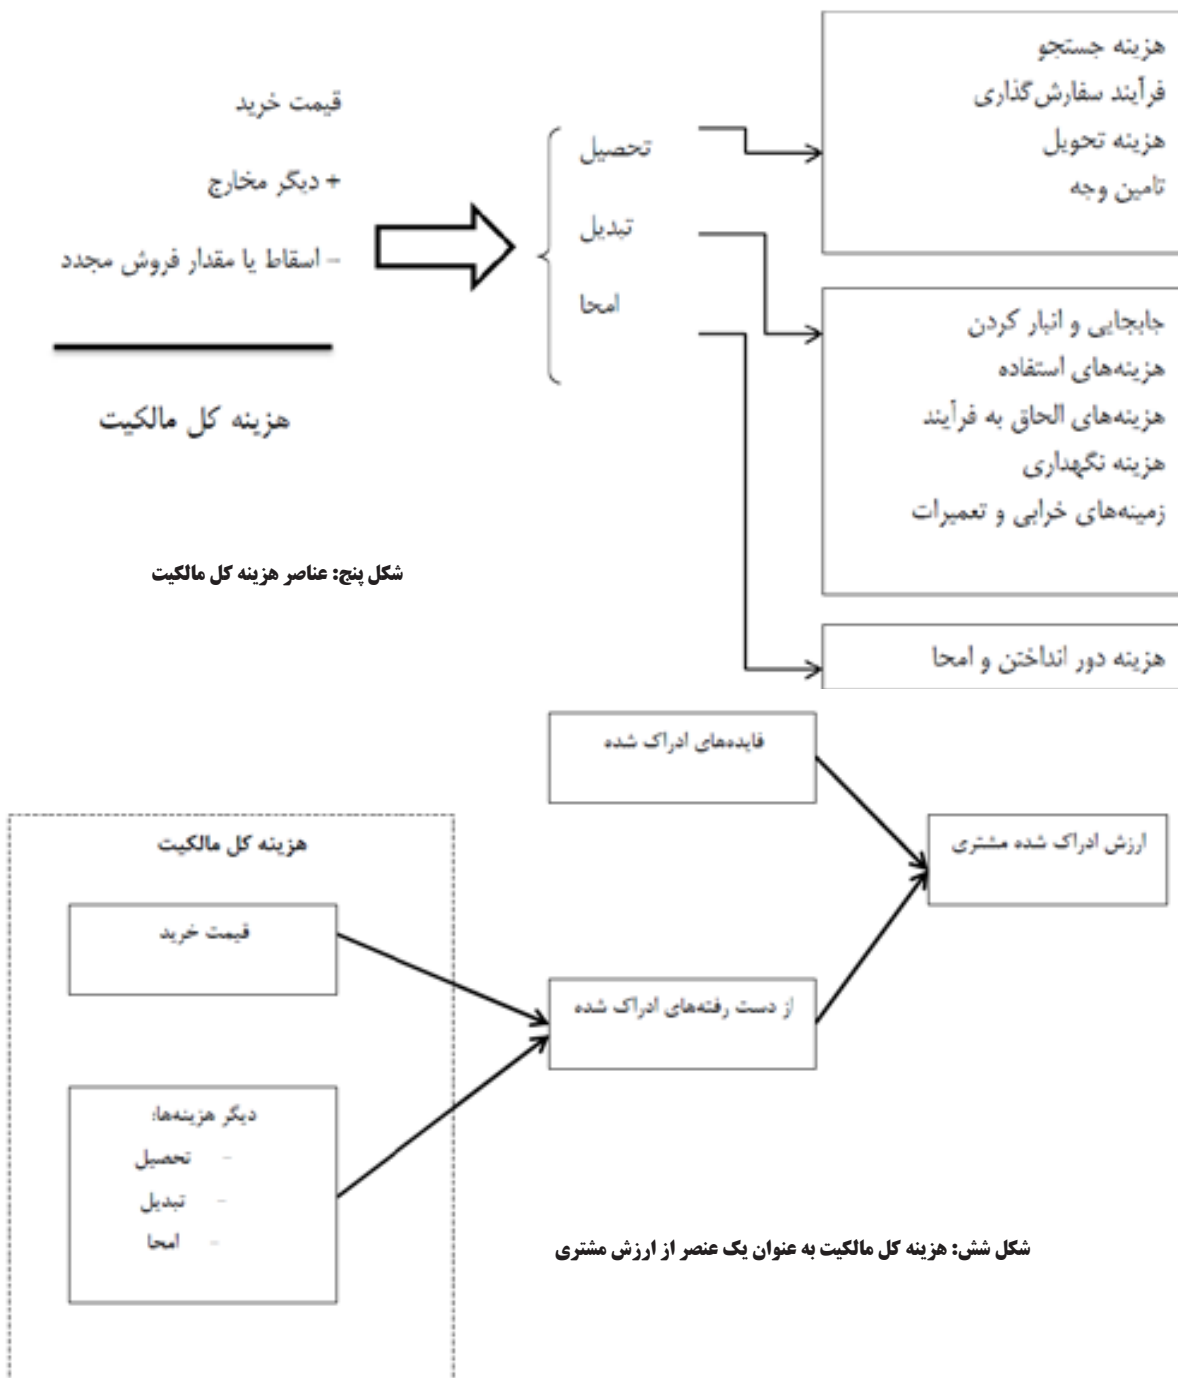 قیمت خرید
+ دیگر مخارج
- اسقاط یا مقدار فروش مجدد
هزینه کل مالکیت
تحصیل
تبدیل
امحا
هزینه جستجو
فرآیند سفارش‌گذاری
هزینه تحویل
تامین وجه
جابجایی و انبار کردن
هزینه‌های استفاده
هزینه‌های الحاق به فرآیند
هزینه نگهداری
زمینه‌های خرابی و تعمیرات
هزینه دور انداختن و امحا
شکل پنج: عناصر هزینه کل مالکیت
فایده‌های ادراک شده
ارزش ادراک شده مشتری
هزینه کل مالکیت
قیمت خرید
از دست رفته‌های ادراک شده
دیگر هزینه‌ها:
- تحصیل
- تبدیل
- امحا
شکل شش: هزینه کل مالکیت به عنوان یک عنصر از ارزش مشتری